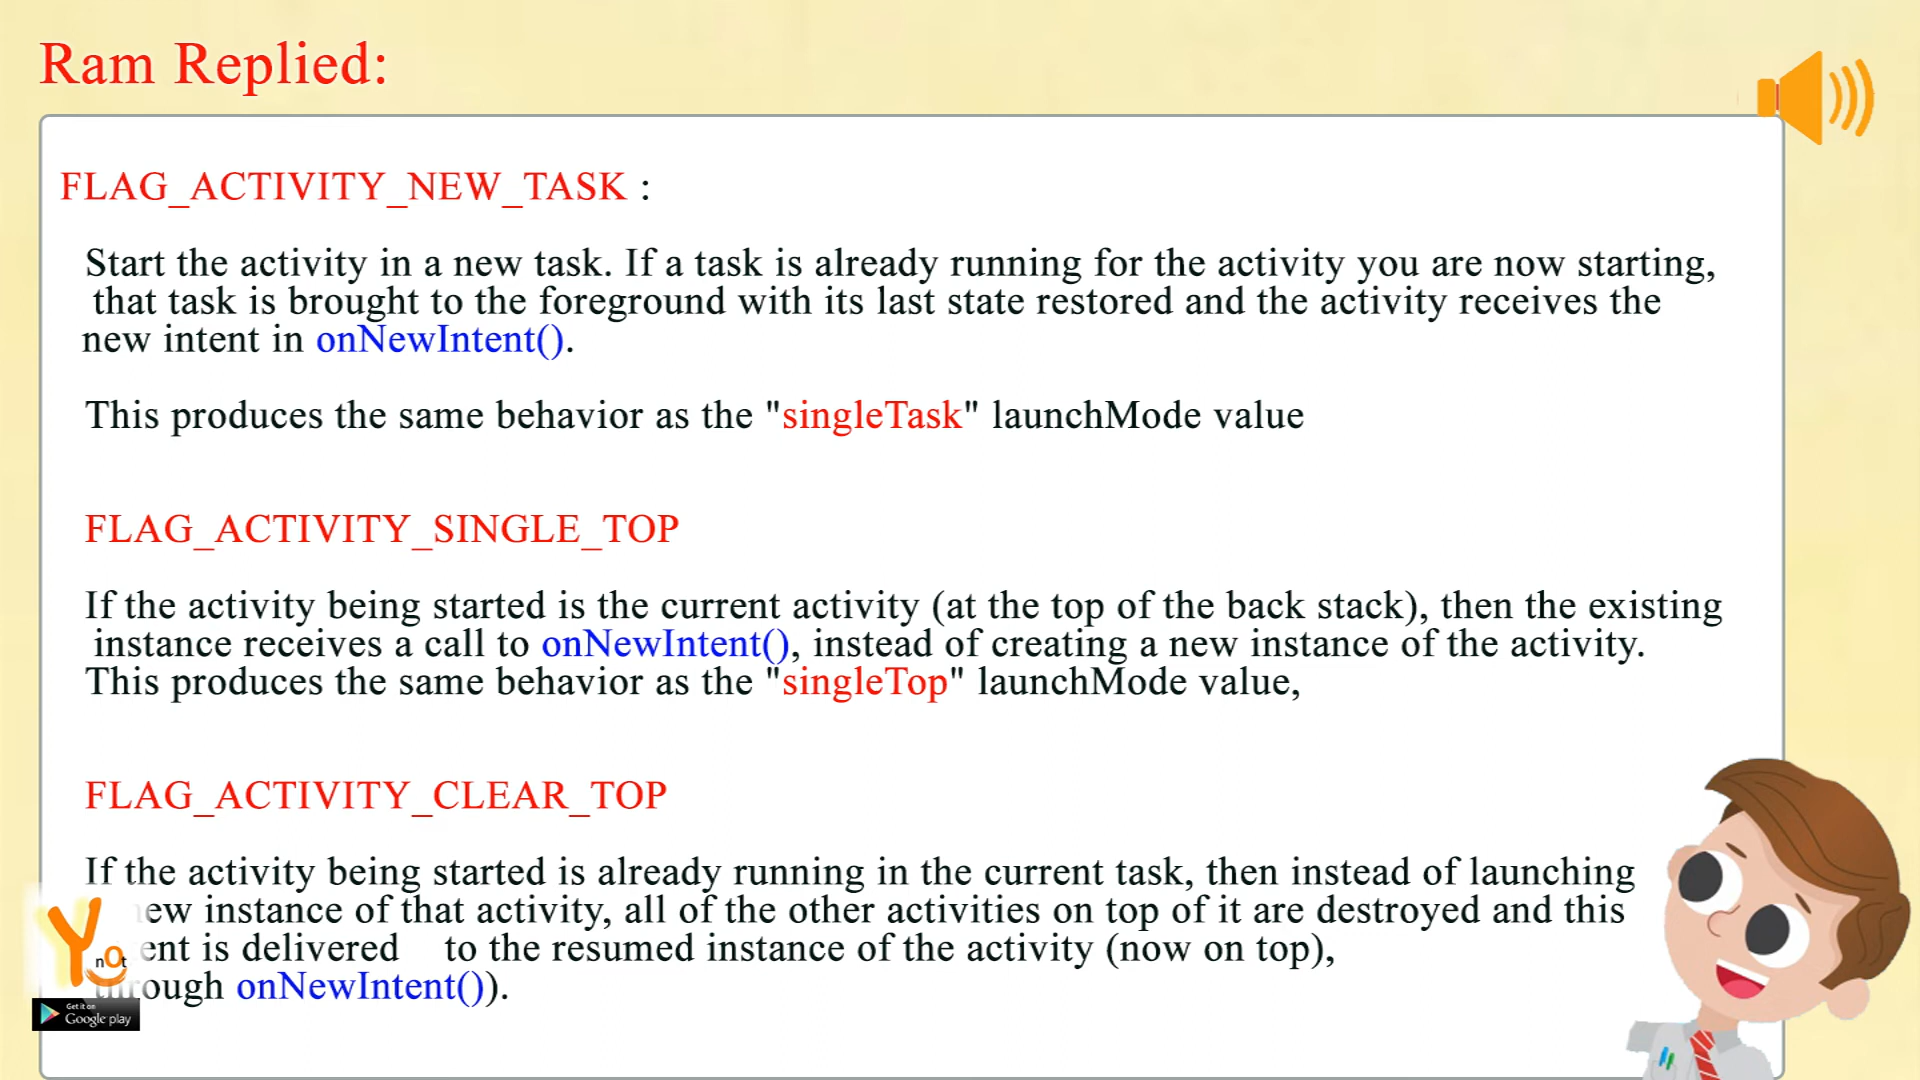 Ram Replied:
FLAG_ACTIVITY_NEW_TASK :
Start the activity in a new task. If a task is already running for the activity you are now starting,
that task is brought to the foreground with its last state restored and the activity receives the
new intent in onNewIntent().
This produces the same behavior as the "singleTask" launchMode value
FLAG_ACTIVITY_SINGLE_TOP
If the activity being started is the current activity (at the top of the back stack), then the existing
instance receives a call to onNewIntent(), instead of creating a new instance of the activity.
This produces the same behavior as the "singleTop" launchMode value,
FLAG_ACTIVITY_CLEAR_TOP
If the activity being started is already running in the current task, then instead of launching
ew instance of that activity, all of the other activities on top of it are destroyed and this
ent is delivered to the resumed instance of the activity (now on top),
ough onNewIntent()).
Y nOt
Get it on
Google play